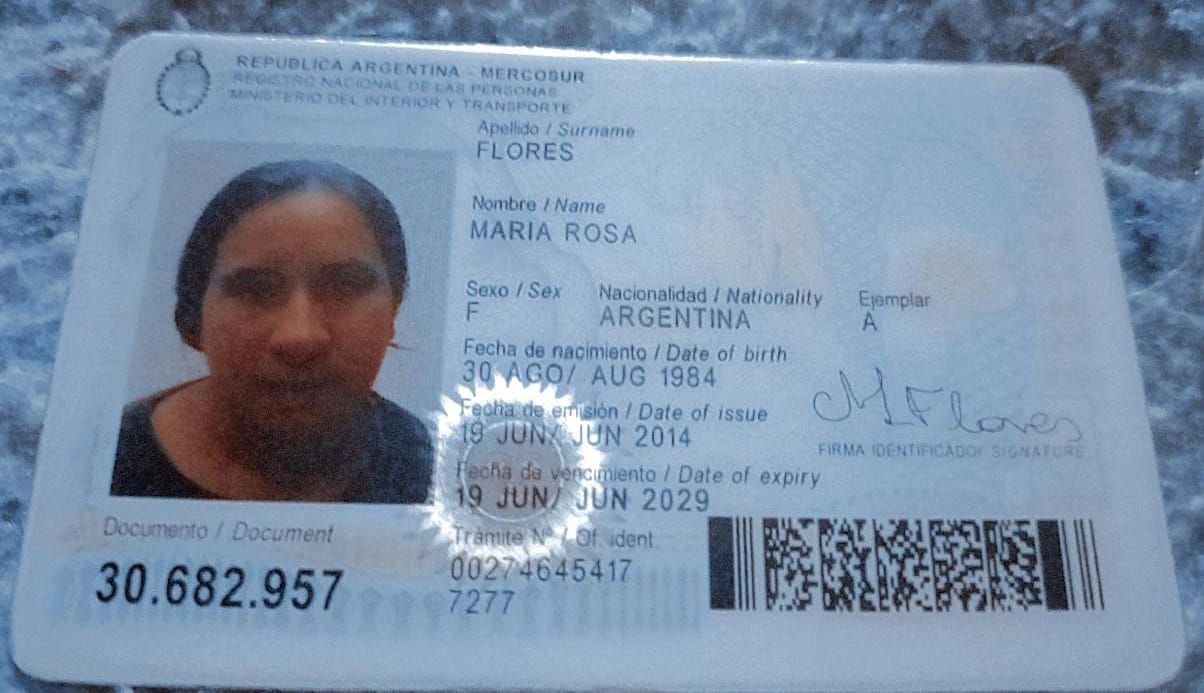 REPUBLICA ARGENTINA - MERCOSUR
REGISTRO NACIONAL DE LAS PERSONAS
MINISTERIO DEL INTERIOR Y TRANSPORTE
Apellido / Surname
FLORES
Nombre / Name
MARIA ROSA
Sexo / Sex Nacionalidad / Nationality Ejemplar
F ARGENTINA A
Fecha de nacimiento / Date of birth
30 AGO/ AUG 1984
Fecha de emisión / Date of issue
19 JUN/ JUN 2014
Fecha de vencimiento / Date of expiry
19 JUN/ JUN 2029
M Flores
FIRMA IDENTIFICADO/ SIGNATURE
Documento / Document
30.682.957
Trámite Nº / Of. ident.
00274645417
7277